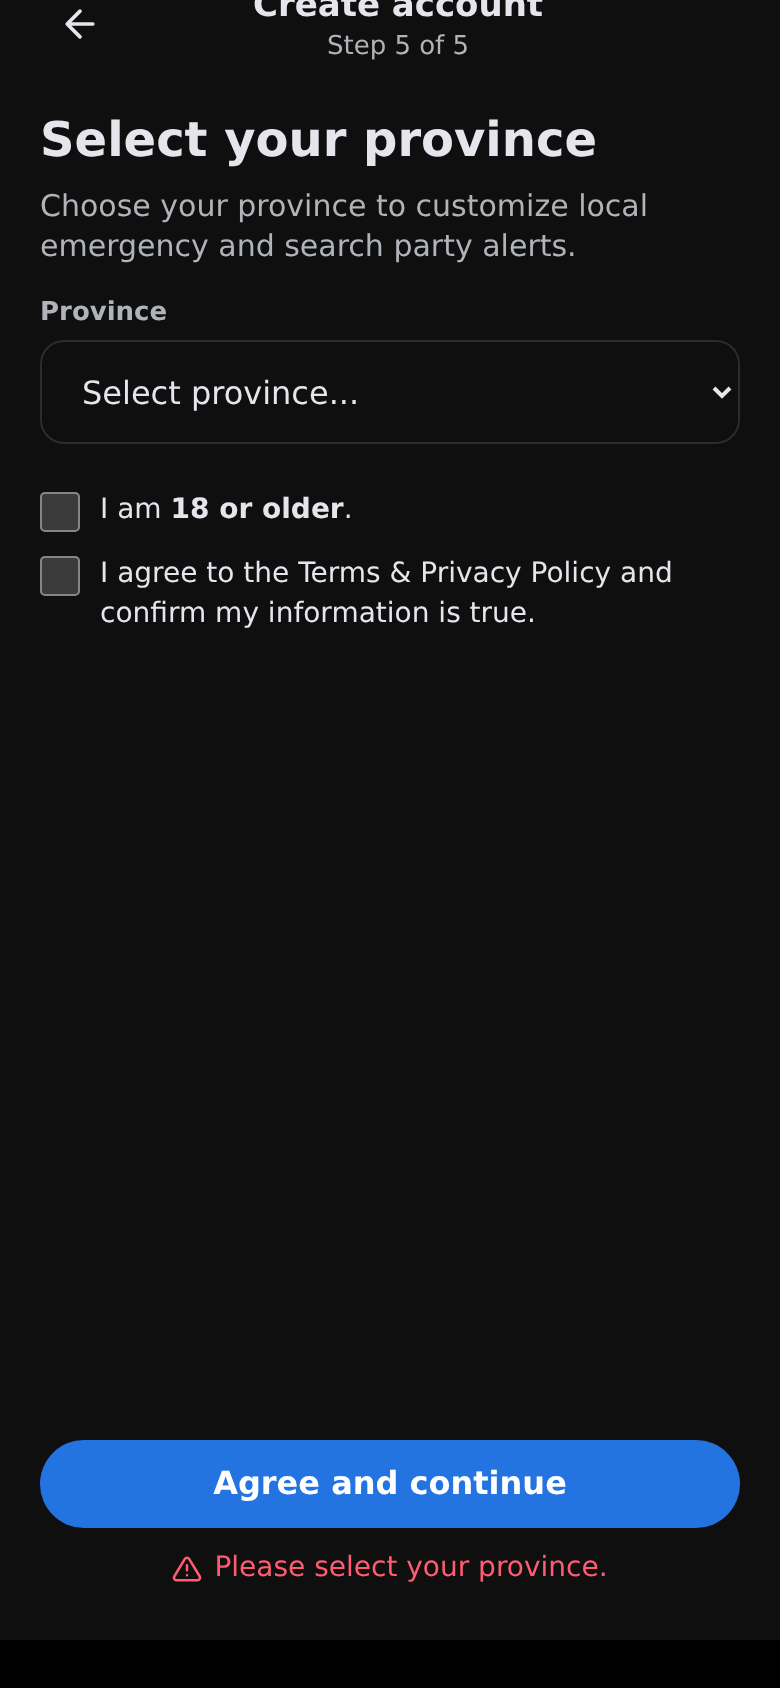 Create account
Step 5 of 5
Select your province
Choose your province to customize local
emergency and search party alerts.
Province
Select province...
I am 18 or older.
I agree to the Terms & Privacy Policy and
confirm my information is true.
Agree and continue
Please select your province.